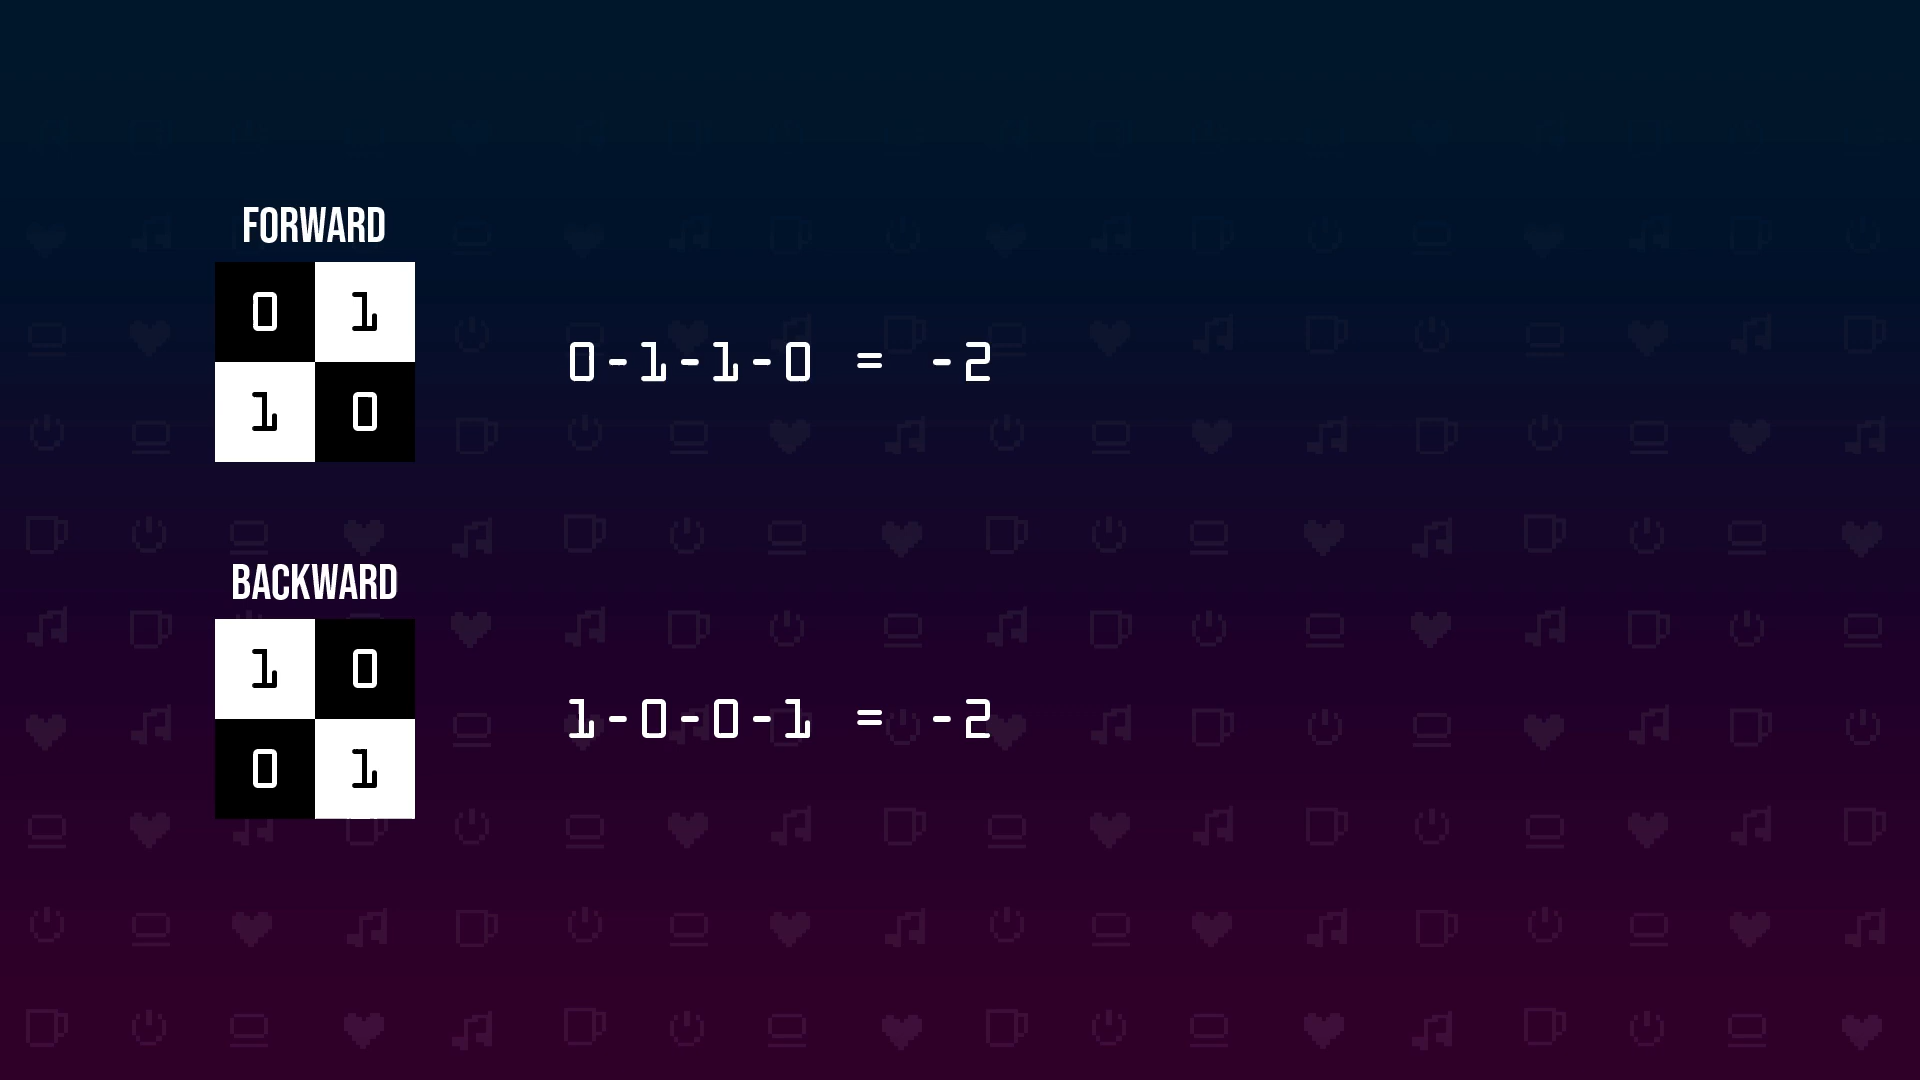 FORWARD
0 1
1 0
0-1-1-0 = -2
BACKWARD
1 0
0 1
1-0-0-1 = -2